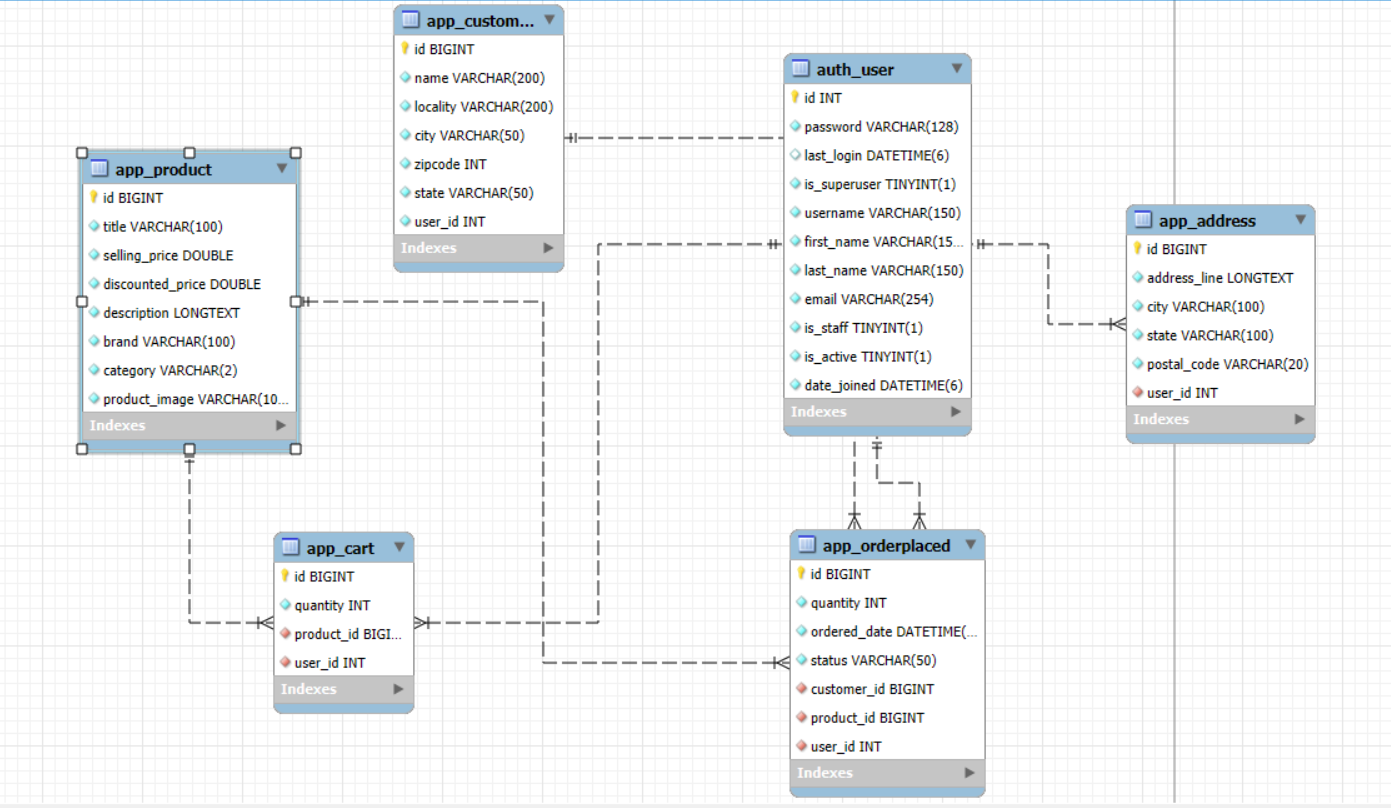 app_custom...
id BIGINT
name VARCHAR(200)
locality VARCHAR(200)
city VARCHAR(50)
zipcode INT
state VARCHAR(50)
user_id INT
Indexes
auth_user
id INT
password VARCHAR(128)
last_login DATETIME(6)
is_superuser TINYINT(1)
username VARCHAR(150)
first_name VARCHAR(15...
last_name VARCHAR(150)
email VARCHAR(254)
is_staff TINYINT(1)
is_active TINYINT(1)
date_joined DATETIME(6)
Indexes
app_product
id BIGINT
title VARCHAR(100)
selling_price DOUBLE
discounted_price DOUBLE
description LONGTEXT
brand VARCHAR(100)
category VARCHAR(2)
product_image VARCHAR(10...
Indexes
app_address
id BIGINT
address_line LONGTEXT
city VARCHAR(100)
state VARCHAR(100)
postal_code VARCHAR(20)
user_id INT
Indexes
app_cart
id BIGINT
quantity INT
product_id BIGI...
user_id INT
Indexes
app_orderplaced
id BIGINT
quantity INT
ordered_date DATETIME(...
status VARCHAR(50)
customer_id BIGINT
product_id BIGINT
user_id INT
Indexes